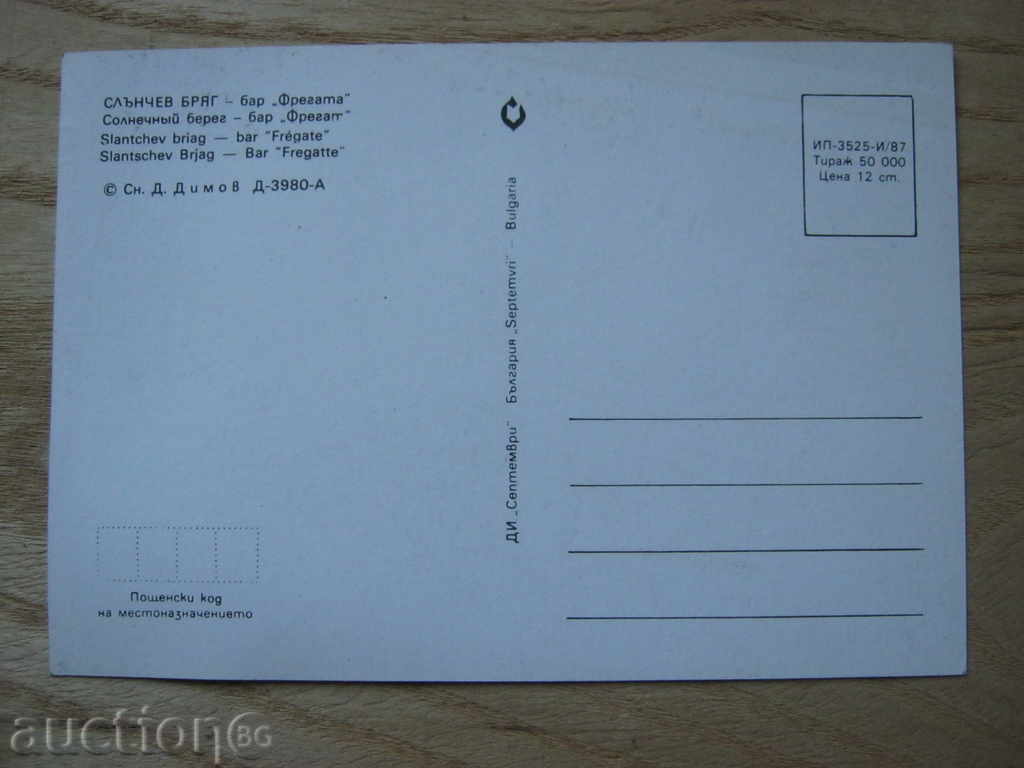 СЛЪНЧЕВ БРЯГ – бар „Фрегата"
Солнечный берег – бар „Фрегат"
Slantchev briag — bar "Frégate"
Slantschev Brjag — Bar "Fregatte"
© Сн. Д. Димов Д-3980-А
ДИ „Септември" България „Septemvri" – Bulgaria
ИП-3525-И/87
Тираж 50 000
Цена 12 ст.
Пощенски код
на местоназначението
auction BG